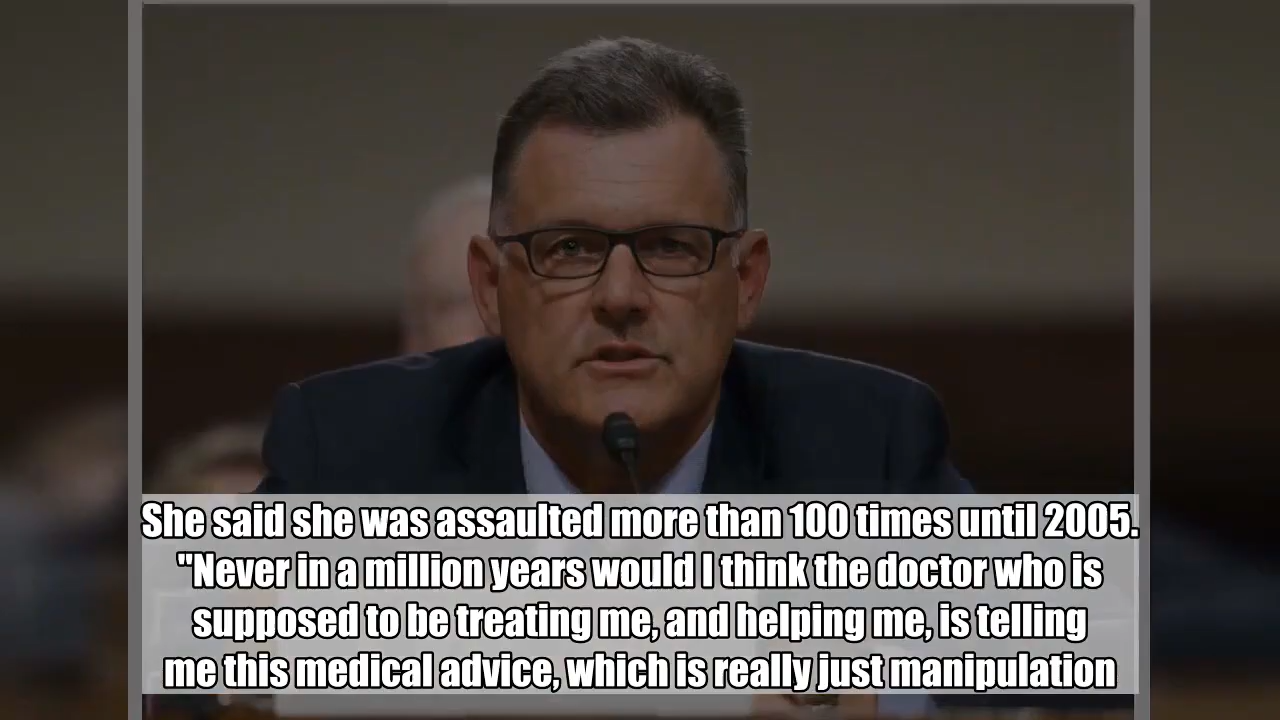 She said she was assaulted more than 100 times until 2005.
"Never in a million years would I think the doctor who is
supposed to be treating me, and helping me, is telling
me this medical advice, which is really just manipulation